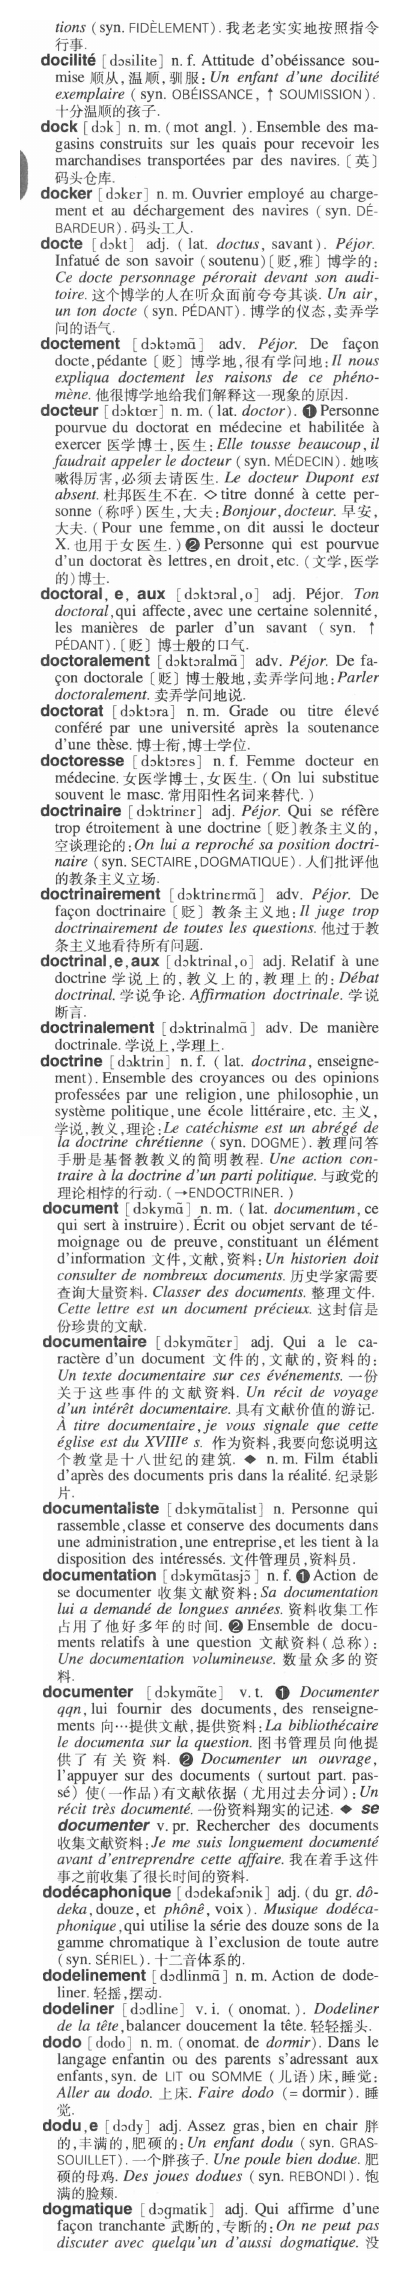 tions (syn. FIDÈLEMENT). 我老老实实地按照指令
行事.
docilité [dɔsilite] n. f. Attitude d'obéissance sou-
mise 顺从,温顺,驯服: Un enfant d'une docilité
exemplaire (syn. OBÉISSANCE, ↑ SOUMISSION).
十分温顺的孩子.
dock [dɔk] n. m. (mot angl.). Ensemble des ma-
gasins construits sur les quais pour recevoir les
marchandises transportées par des navires. 〔英〕
码头仓库.
docker [dɔkɛr] n. m. Ouvrier employé au charge-
ment et au déchargement des navires (syn. DÉ-
BARDEUR). 码头工人.
docte [dɔkt] adj. (lat. doctus, savant). Péjor.
Infatué de son savoir (soutenu)〔贬,雅〕博学的:
Ce docte personnage pérorait devant son audi-
toire. 这个博学的人在听众面前夸夸其谈. Un air,
un ton docte (syn. PÉDANT). 博学的仪态,卖弄学
问的语气.
doctement [dɔktəmɑ̃] adv. Péjor. De façon
docte, pédante〔贬〕博学地,很有学问地: Il nous
expliqua doctement les raisons de ce phéno-
mène. 他很博学地给我们解释这一现象的原因.
docteur [dɔktœr] n. m. (lat. doctor). ❶ Personne
pourvue du doctorat en médecine et habilitée à
exercer 医学博士,医生: Elle tousse beaucoup, il
faudrait appeler le docteur (syn. MÉDECIN). 她咳
嗽得厉害,必须去请医生. Le docteur Dupont est
absent. 杜邦医生不在. ◇ titre donné à cette per-
sonne (称呼)医生,大夫: Bonjour, docteur. 早安,
大夫. (Pour une femme, on dit aussi le docteur
X. 也用于女医生.) ❷ Personne qui est pourvue
d'un doctorat ès lettres, en droit, etc. (文学,医学
的)博士.
doctoral, e, aux [dɔktɔral, o] adj. Péjor. Ton
doctoral, qui affecte, avec une certaine solennité,
les manières de parler d'un savant (syn. ↑
PÉDANT).〔贬〕博士般的口气.
doctoralement [dɔktɔralmɑ̃] adv. Péjor. De fa-
çon doctorale〔贬〕博士般地,卖弄学问地: Parler
doctoralement. 卖弄学问地说.
doctorat [dɔktɔra] n. m. Grade ou titre élevé
conféré par une université après la soutenance
d'une thèse. 博士衔,博士学位.
doctoresse [dɔktɔrɛs] n. f. Femme docteur en
médecine. 女医学博士,女医生. (On lui substitue
souvent le masc. 常用阳性名词来替代.)
doctrinaire [dɔktrinɛr] adj. Péjor. Qui se réfère
trop étroitement à une doctrine〔贬〕教条主义的,
空谈理论的: On lui a reproché sa position doctri-
naire (syn. SECTAIRE, DOGMATIQUE). 人们批评他
的教条主义立场.
doctrinairement [dɔktrinɛrmɑ̃] adv. Péjor. De
façon doctrinaire〔贬〕教条主义地: Il juge trop
doctrinairement de toutes les questions. 他过于教
条主义地看待所有问题.
doctrinal, e, aux [dɔktrinal, o] adj. Relatif à une
doctrine 学说上的,教义上的,教理上的: Débat
doctrinal. 学说争论. Affirmation doctrinale. 学说
断言.
doctrinalement [dɔktrinalmɑ̃] adv. De manière
doctrinale. 学说上,学理上.
doctrine [dɔktrin] n. f. (lat. doctrina, enseigne-
ment). Ensemble des croyances ou des opinions
professées par une religion, une philosophie, un
système politique, une école littéraire, etc. 主义,
学说,教义,理论: Le catéchisme est un abrégé de
la doctrine chrétienne (syn. DOGME). 教理问答
手册是基督教教义的简明教程. Une action con-
traire à la doctrine d'un parti politique. 与政党的
理论相悖的行动. (→ENDOCTRINER.)
document [dɔkymɑ̃] n. m. (lat. documentum, ce
qui sert à instruire). Écrit ou objet servant de té-
moignage ou de preuve, constituant un élément
d'information 文件,文献,资料: Un historien doit
consulter de nombreux documents. 历史学家需要
查询大量资料. Classer des documents. 整理文件.
Cette lettre est un document précieux. 这封信是
份珍贵的文献.
documentaire [dɔkymɑ̃tɛr] adj. Qui a le ca-
ractère d'un document 文件的,文献的,资料的:
Un texte documentaire sur ces événements. 一份
关于这些事件的文献资料. Un récit de voyage
d'un intérêt documentaire. 具有文献价值的游记.
À titre documentaire, je vous signale que cette
église est du XVIIIe s. 作为资料,我要向您说明这
个教堂是十八世纪的建筑. ◆ n. m. Film établi
d'après des documents pris dans la réalité. 纪录影
片.
documentaliste [dɔkymɑ̃talist] n. Personne qui
rassemble, classe et conserve des documents dans
une administration, une entreprise, et les tient à la
disposition des intéressés. 文件管理员,资料员.
documentation [dɔkymɑ̃tasjɔ̃] n. f. ❶ Action de
se documenter 收集文献资料: Sa documentation
lui a demandé de longues années. 资料收集工作
占用了他好多年的时间. ❷ Ensemble de docu-
ments relatifs à une question 文献资料(总称):
Une documentation volumineuse. 数量众多的资
料.
documenter [dɔkymɑ̃te] v. t. ❶ Documenter
qqn, lui fournir des documents, des renseigne-
ments 向…提供文献,提供资料: La bibliothécaire
le documenta sur la question. 图书管理员向他提
供了有关资料. ❷ Documenter un ouvrage,
l'appuyer sur des documents (surtout part. pas-
sé) 使(一作品)有文献依据(尤用过去分词): Un
récit très documenté. 一份资料翔实的记述. ◆ se
documenter v. pr. Rechercher des documents
收集文献资料: Je me suis longuement documenté
avant d'entreprendre cette affaire. 我在着手这件
事之前收集了很长时间的资料.
dodécaphonique [dɔdekafɔnik] adj. (du gr. dô-
deka, douze, et phônê, voix). Musique dodéca-
phonique, qui utilise la série des douze sons de la
gamme chromatique à l'exclusion de toute autre
(syn. SÉRIEL). 十二音体系的.
dodelinement [dɔdlinmɑ̃] n. m. Action de dode-
liner. 轻摇,摆动.
dodeliner [dɔdline] v. i. (onomat.). Dodeliner
de la tête, balancer doucement la tête. 轻轻摇头.
dodo [dodo] n. m. (onomat. de dormir). Dans le
langage enfantin ou des parents s'adressant aux
enfants, syn. de LIT ou SOMME (儿语)床,睡觉:
Aller au dodo. 上床. Faire dodo (= dormir). 睡
觉.
dodu, e [dɔdy] adj. Assez gras, bien en chair 胖
的,丰满的,肥硕的: Un enfant dodu (syn. GRAS-
SOUILLET). 一个胖孩子. Une poule bien dodue. 肥
硕的母鸡. Des joues dodues (syn. REBONDI). 饱
满的脸颊.
dogmatique [dɔgmatik] adj. Qui affirme d'une
façon tranchante 武断的,专断的: On ne peut pas
discuter avec quelqu'un d'aussi dogmatique. 没